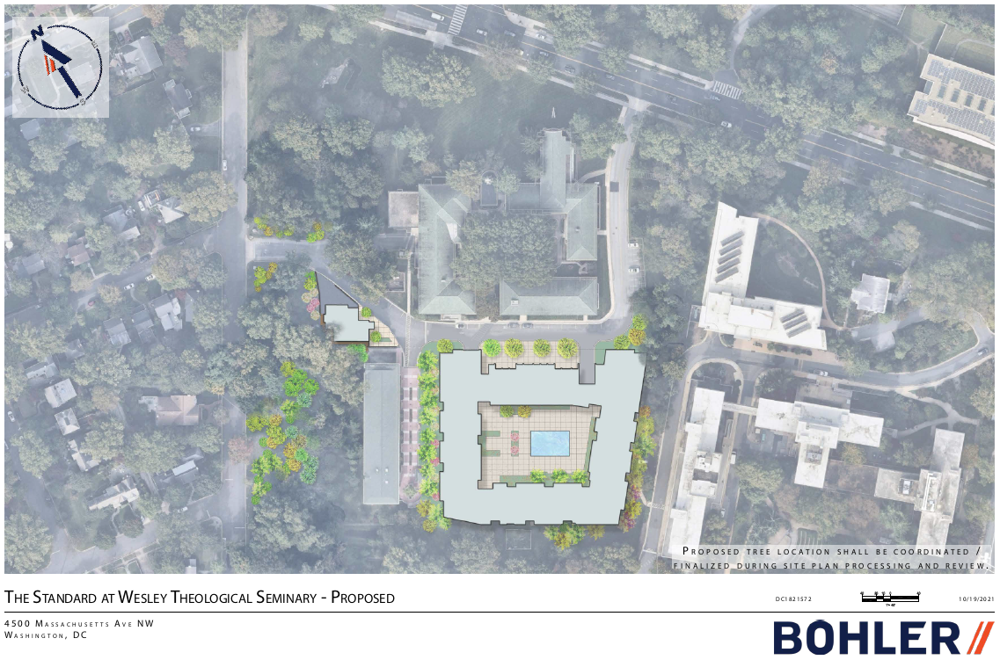 N
E
W
S
PROPOSED TREE LOCATION SHALL BE COORDINATED /
FINALIZED DURING SITE PLAN PROCESSING AND REVIEW.
THE STANDARD AT WESLEY THEOLOGICAL SEMINARY - PROPOSED
DC1821572
10/19/2021
4500 MASSACHUSETTS AVE NW
WASHINGTON, DC
BOHLER //